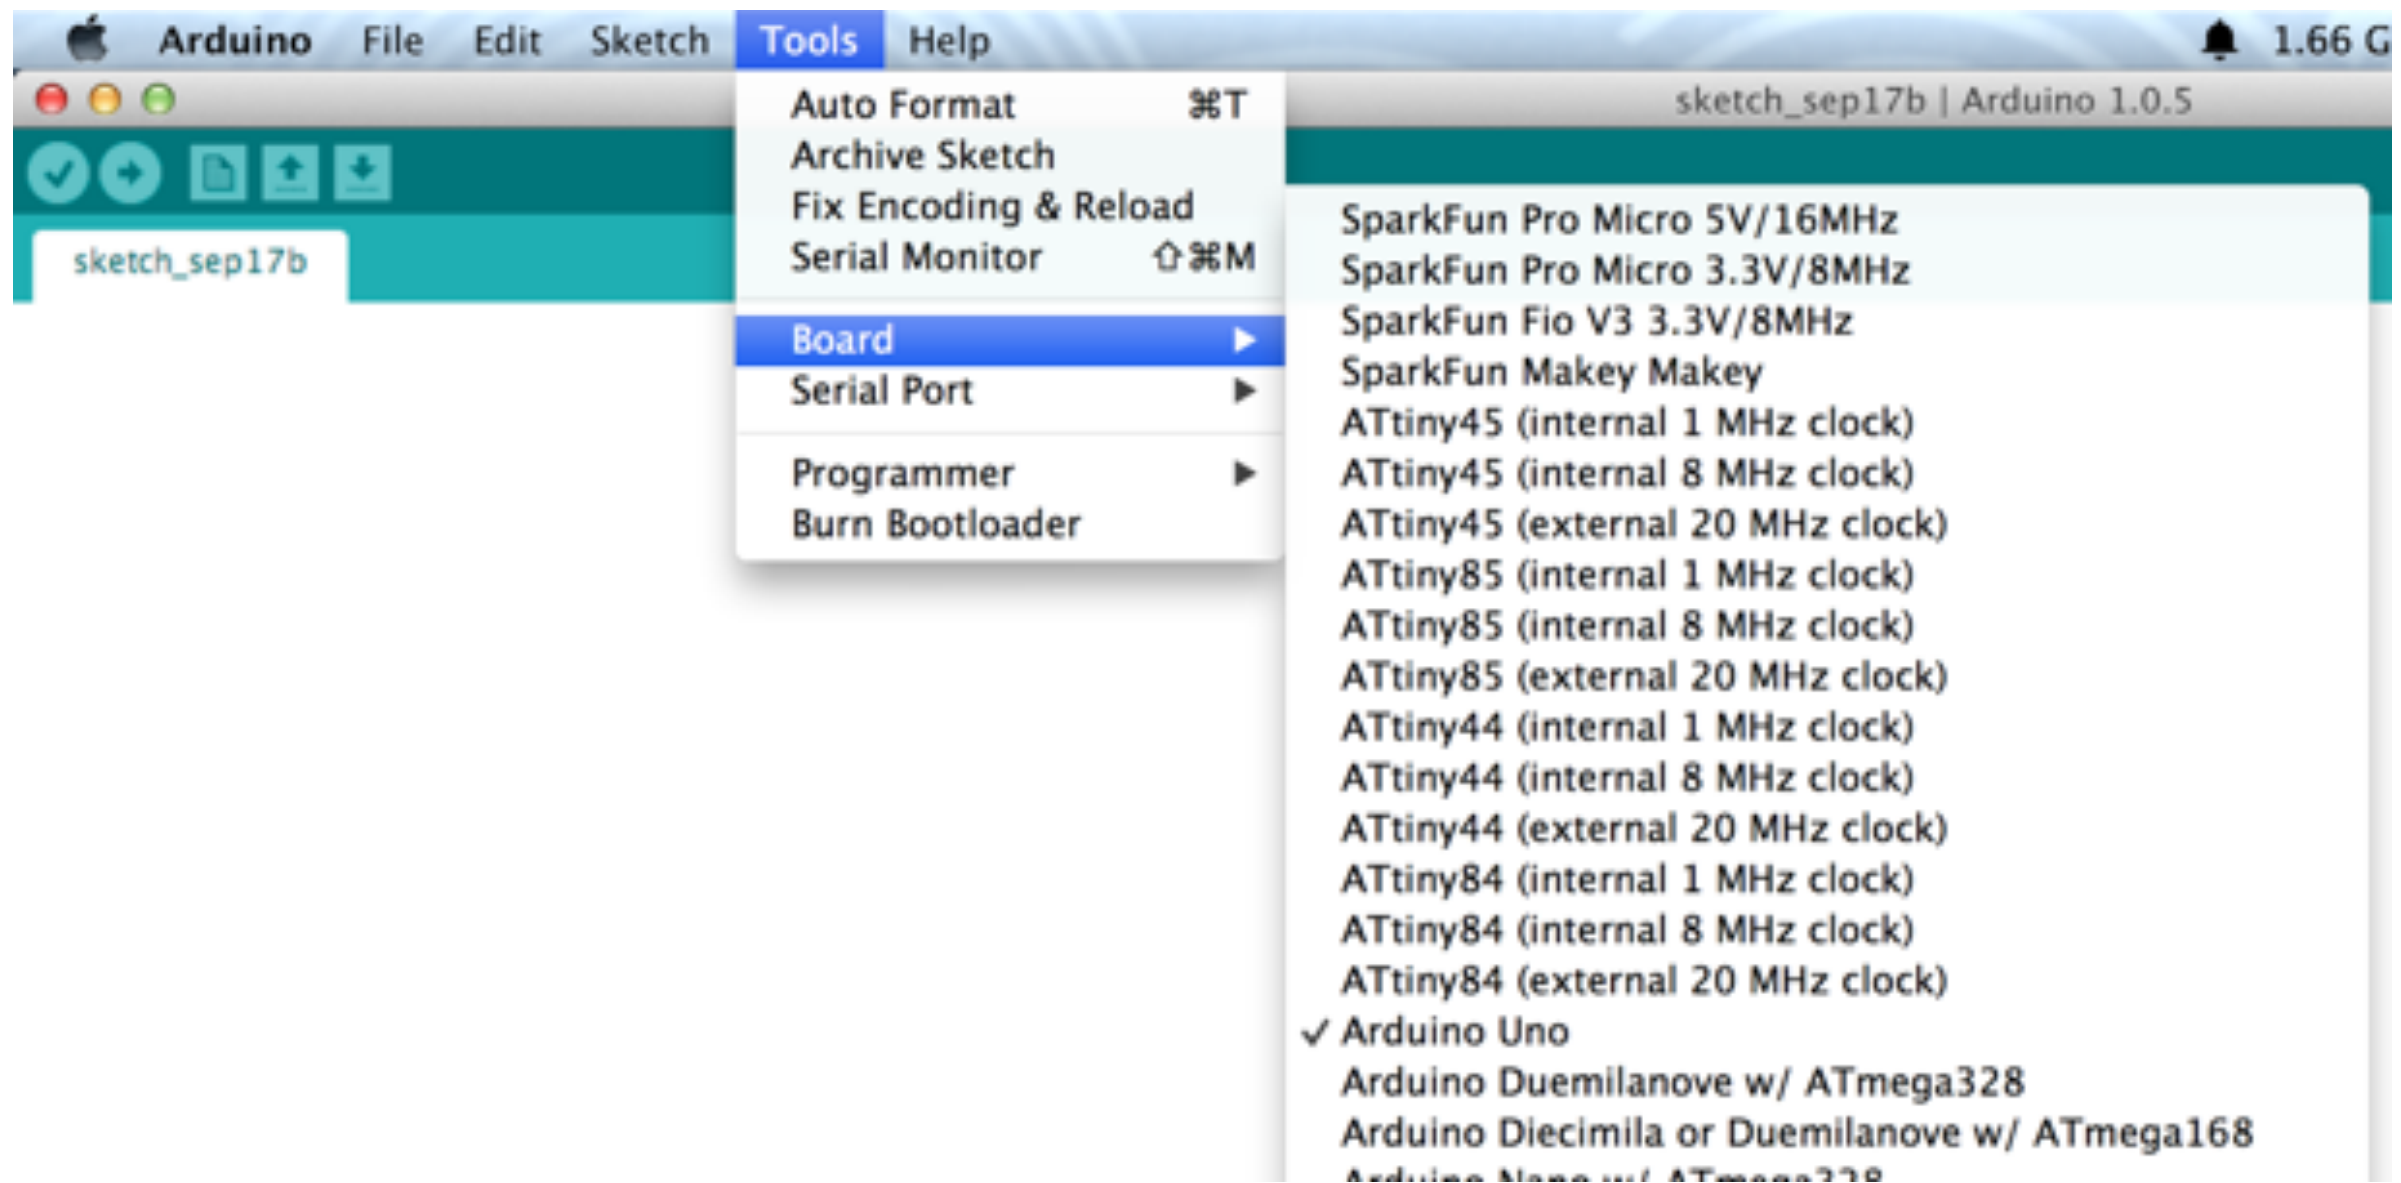 Arduino File Edit Sketch Tools Help 1.66 G
sketch_sep17b | Arduino 1.0.5
sketch_sep17b
Auto Format ⌘T
Archive Sketch
Fix Encoding & Reload
Serial Monitor ⇧⌘M
Board
Serial Port
Programmer
Burn Bootloader
SparkFun Pro Micro 5V/16MHz
SparkFun Pro Micro 3.3V/8MHz
SparkFun Fio V3 3.3V/8MHz
SparkFun Makey Makey
ATtiny45 (internal 1 MHz clock)
ATtiny45 (internal 8 MHz clock)
ATtiny45 (external 20 MHz clock)
ATtiny85 (internal 1 MHz clock)
ATtiny85 (internal 8 MHz clock)
ATtiny85 (external 20 MHz clock)
ATtiny44 (internal 1 MHz clock)
ATtiny44 (internal 8 MHz clock)
ATtiny44 (external 20 MHz clock)
ATtiny84 (internal 1 MHz clock)
ATtiny84 (internal 8 MHz clock)
ATtiny84 (external 20 MHz clock)
✓ Arduino Uno
Arduino Duemilanove w/ ATmega328
Arduino Diecimila or Duemilanove w/ ATmega168
Arduino Nano w/ ATmega328